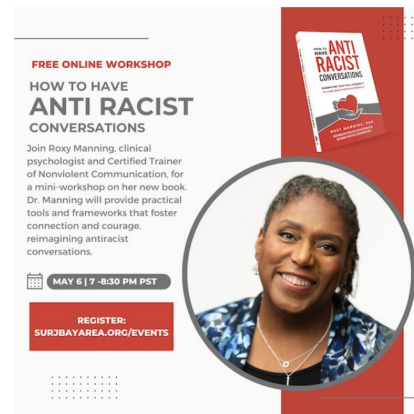 FREE ONLINE WORKSHOP
HOW TO HAVE
ANTI RACIST
CONVERSATIONS
Join Roxy Manning, clinical
psychologist and Certified Trainer
of Nonviolent Communication, for
a mini-workshop on her new book.
Dr. Manning will provide practical
tools and frameworks that foster
connection and courage,
reimagining antiracist
conversations.
MAY 6 | 7 -8:30 PM PST
REGISTER:
SURJBAYAREA.ORG/EVENTS
HOW TO
HAVE
ANTI
RACIST
CONVERSATIONS
ROXY MANNING, PhD